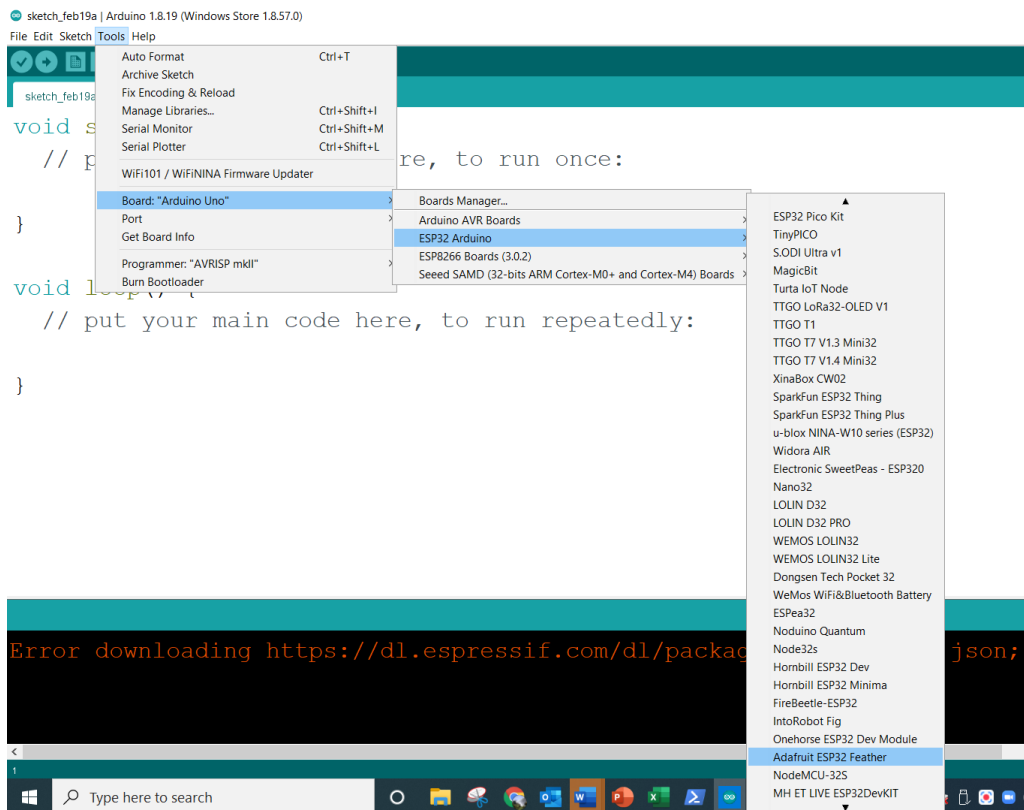 sketch_feb19a | Arduino 1.8.19 (Windows Store 1.8.57.0)
File Edit Sketch Tools Help
Auto Format Ctrl+T
Archive Sketch
Fix Encoding & Reload
Manage Libraries... Ctrl+Shift+I
Serial Monitor Ctrl+Shift+M
Serial Plotter Ctrl+Shift+L
WiFi101 / WiFiNINA Firmware Updater
Board: "Arduino Uno"
Port
Get Board Info
Programmer: "AVRISP mkII"
Burn Bootloader
Boards Manager...
Arduino AVR Boards
ESP32 Arduino
ESP8266 Boards (3.0.2)
Seeed SAMD (32-bits ARM Cortex-M0+ and Cortex-M4) Boards
ESP32 Pico Kit
TinyPICO
S.ODI Ultra v1
MagicBit
Turta IoT Node
TTGO LoRa32-OLED V1
TTGO T1
TTGO T7 V1.3 Mini32
TTGO T7 V1.4 Mini32
XinaBox CW02
SparkFun ESP32 Thing
SparkFun ESP32 Thing Plus
u-blox NINA-W10 series (ESP32)
Widora AIR
Electronic SweetPeas - ESP320
Nano32
LOLIN D32
LOLIN D32 PRO
WEMOS LOLIN32
WEMOS LOLIN32 Lite
Dongsen Tech Pocket 32
WeMos WiFi&Bluetooth Battery
ESPea32
Noduino Quantum
Node32s
Hornbill ESP32 Dev
Hornbill ESP32 Minima
FireBeetle-ESP32
IntoRobot Fig
Onehorse ESP32 Dev Module
Adafruit ESP32 Feather
NodeMCU-32S
MH ET LIVE ESP32DevKIT
sketch_feb19a
void s
// p re, to run once:
}
void loop() {
// put your main code here, to run repeatedly:
}
Error downloading https://dl.espressif.com/dl/packag json;
1
Type here to search